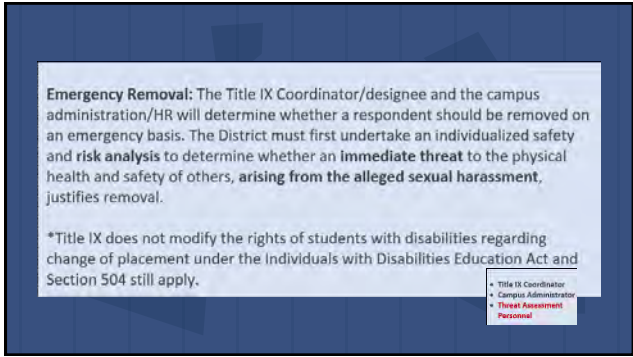 Emergency Removal: The Title IX Coordinator/designee and the campus
administration/HR will determine whether a respondent should be removed on
an emergency basis. The District must first undertake an individualized safety
and risk analysis to determine whether an immediate threat to the physical
health and safety of others, arising from the alleged sexual harassment,
justifies removal.
*Title IX does not modify the rights of students with disabilities regarding
change of placement under the Individuals with Disabilities Education Act and
Section 504 still apply.
• Title IX Coordinator
• Campus Administrator
• Threat Assessment
Personnel